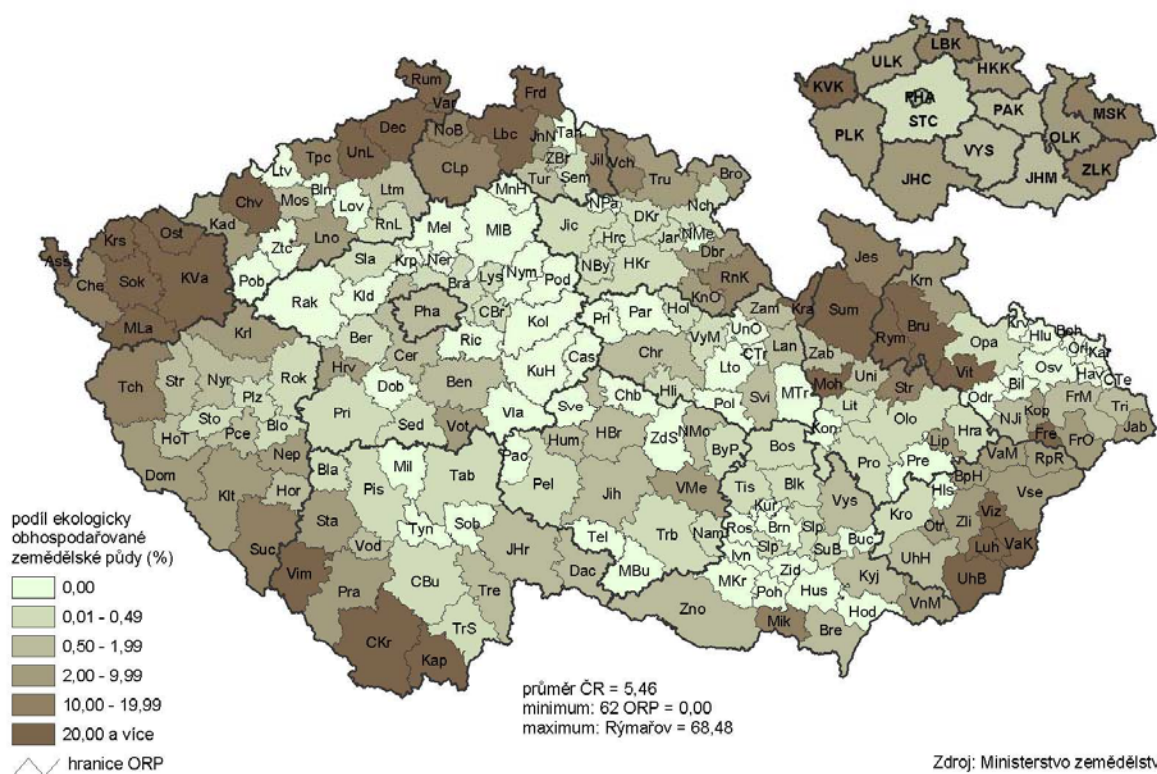 LBK
ULK
HKK
KVK
PHA
STC
PAK
MSK
OLK
PLK
VYS
ZLK
JHC
JHM
Rum
Var
Frd
Dec
NoB
Lbc
JnN
Tan
UnL
Tpc
CLp
ZBr
Jil
Vch
Ltv
Bln
Ltm
Tur
Sem
Tru
Bro
Chv
Mos
Lov
MnH
NPa
Kad
RnL
Mel
MlB
Jic
DKr
Nch
Krs
Ost
Ztc
Lno
Hrc
Jar
NMe
Ass
Sla
Krp
Ner
Dbr
Jes
Che
Sok
KVa
Pob
Lys
Nym
NBy
HKr
RnK
Krn
Rak
Kld
Bra
Pod
KnO
MLa
Pha
CBr
Kol
Prl
Par
Hol
Zam
Kra
Sum
Rym
Bru
Krl
Ber
Ric
VyM
UnO
Opa
Krv
Hlu
Boh
Orl
Kar
Tch
Str
Nyr
Rok
Hrv
Cer
KuH
Cas
Chr
CTr
Lan
Zab
Vit
Osv
Hav
CTe
Plz
Dob
Ben
Lto
Moh
Uni
Str
Odr
Bil
FrM
Sto
Pri
Vla
Sve
Chb
Hli
Svi
MTr
Lit
Olo
NJi
Kop
Tri
HoT
Pce
Blo
Sed
Vot
Pol
Kon
Hra
Fre
FrO
Jab
Nep
Hum
HBr
ZdS
NMo
Lip
VaM
RpR
Dom
Bla
Mil
Tab
Pac
ByP
Bos
Pro
Pre
Klt
Hor
Pis
Pel
Blk
BpH
Hls
Vse
Jih
VMe
Tis
Vys
Kro
Sta
Tyn
Sob
Kur
Otr
Zli
Viz
Suc
Vod
Tel
Trb
Nam
Ros
Brn
Slp
Buc
Luh
VaK
JHr
Ivn
Slp
SuB
UhH
Vim
CBu
Dac
MBu
MKr
Zid
Kyj
UhB
Pra
Tre
Poh
Hus
VnM
TrS
Zno
Hod
CKr
Kap
Mik
Bre
podíl ekologicky
obhospodařované
zemědělské půdy (%)
0,00
0,01 - 0,49
0,50 - 1,99
2,00 - 9,99
10,00 - 19,99
20,00 a více
hranice ORP
průměr ČR = 5,46
minimum: 62 ORP = 0,00
maximum: Rýmařov = 68,48
Zdroj: Ministerstvo zemědělstv